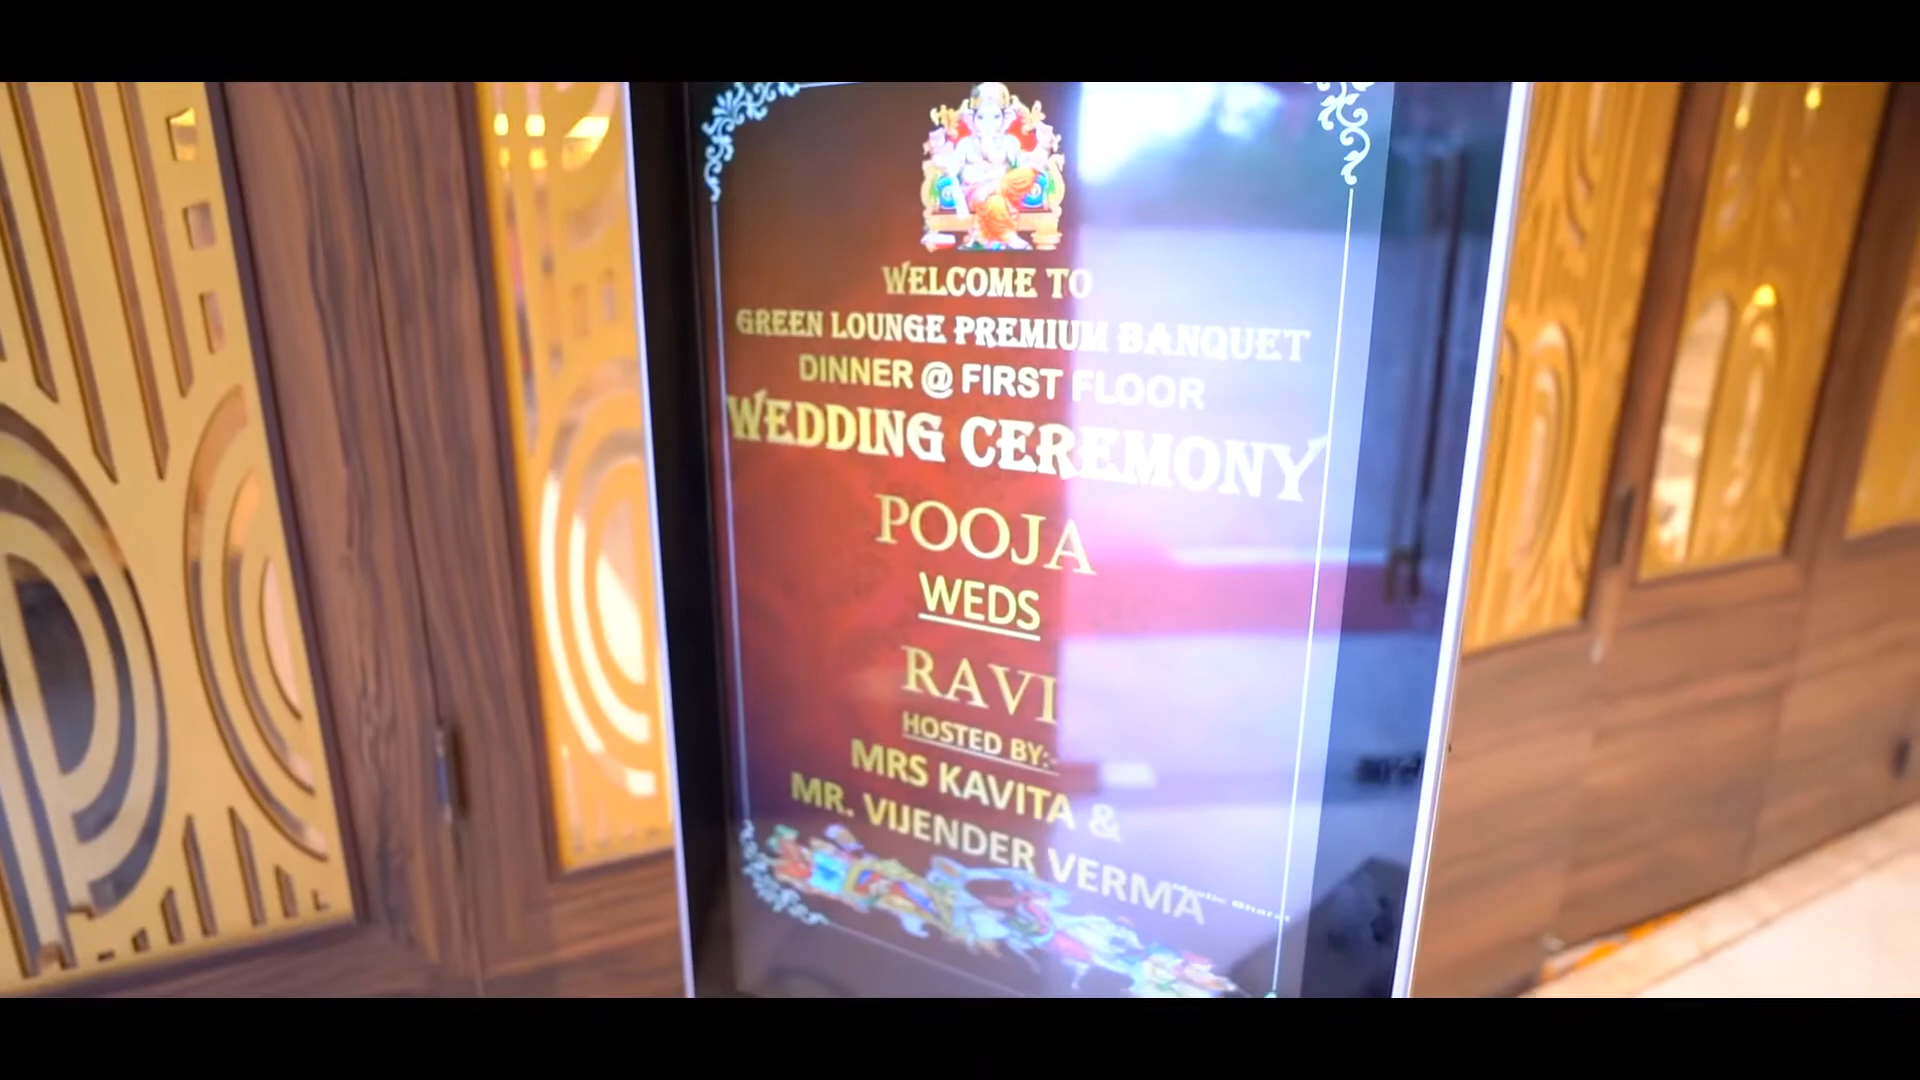 WELCOME TO
GREEN LOUNGE PREMIUM BANQUET
DINNER @ FIRST FLOOR
WEDDING CEREMONY
POOJA
WEDS
RAVI
HOSTED BY:-
MRS KAVITA &
MR. VIJENDER VERMA